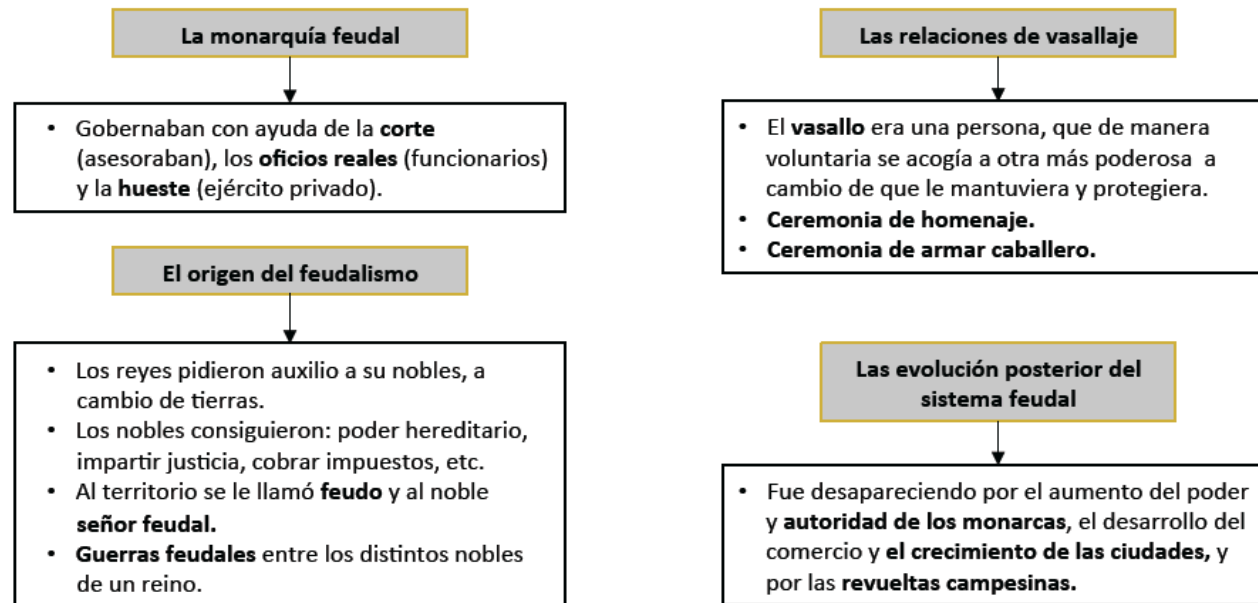 La monarquía feudal
• Gobernaban con ayuda de la corte
(asesoraban), los oficios reales (funcionarios)
y la hueste (ejército privado).
El origen del feudalismo
• Los reyes pidieron auxilio a su nobles, a
cambio de tierras.
• Los nobles consiguieron: poder hereditario,
impartir justicia, cobrar impuestos, etc.
• Al territorio se le llamó feudo y al noble
señor feudal.
• Guerras feudales entre los distintos nobles
de un reino.
Las relaciones de vasallaje
• El vasallo era una persona, que de manera
voluntaria se acogía a otra más poderosa a
cambio de que le mantuviera y protegiera.
• Ceremonia de homenaje.
• Ceremonia de armar caballero.
Las evolución posterior del
sistema feudal
• Fue desapareciendo por el aumento del poder
y autoridad de los monarcas, el desarrollo del
comercio y el crecimiento de las ciudades, y
por las revueltas campesinas.